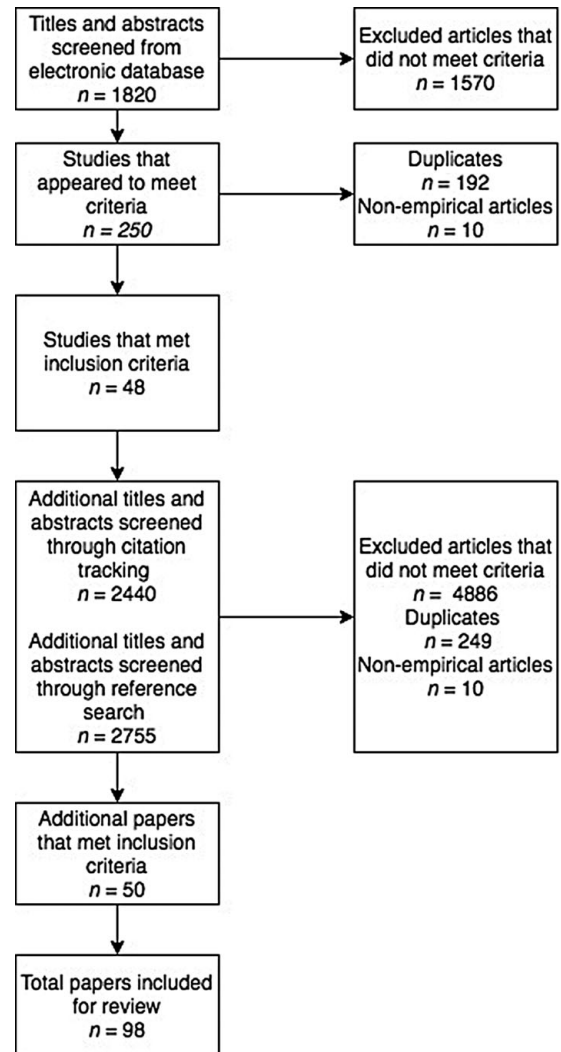 Titles and abstracts
screened from
electronic database
n = 1820
Excluded articles that
did not meet criteria
n = 1570
Studies that
appeared to meet
criteria
n = 250
Duplicates
n = 192
Non-empirical articles
n = 10
Studies that met
inclusion criteria
n = 48
Additional titles and
abstracts screened
through citation
tracking
n = 2440
Additional titles and
abstracts screened
through reference
search
n = 2755
Excluded articles that
did not meet criteria
n = 4886
Duplicates
n = 249
Non-empirical articles
n = 10
Additional papers
that met inclusion
criteria
n = 50
Total papers included
for review
n = 98